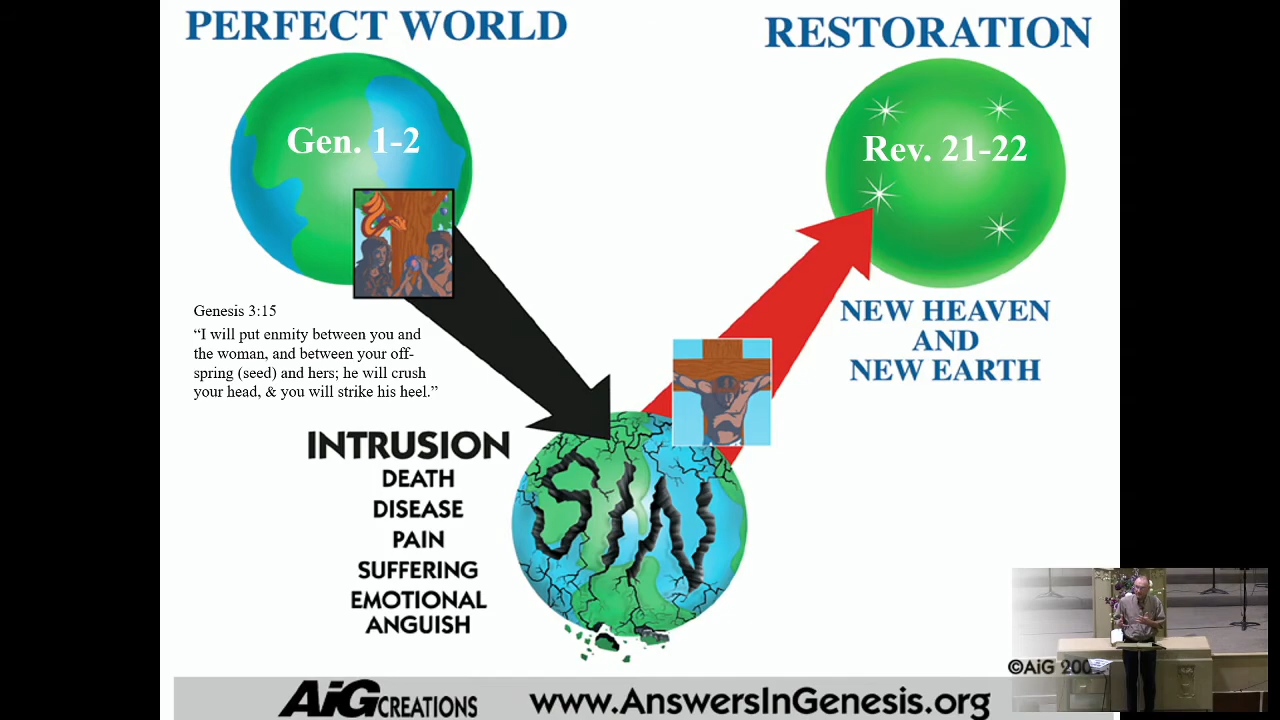 PERFECT WORLD
Gen. 1-2
RESTORATION
Rev. 21-22
NEW HEAVEN
AND
NEW EARTH
Genesis 3:15
“I will put enmity between you and
the woman, and between your off-
spring (seed) and hers; he will crush
your head, & you will strike his heel.”
INTRUSION
DEATH
DISEASE
PAIN
SUFFERING
EMOTIONAL
ANGUISH
SIN
©AiG 200
AiG CREATIONS
www.AnswersInGenesis.org